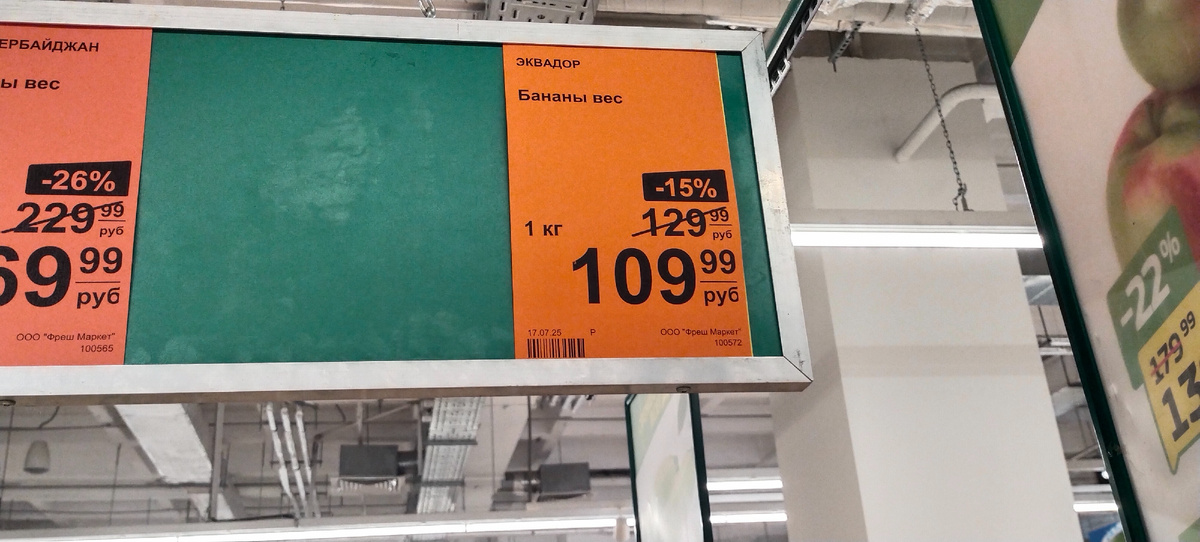 ЕРБАЙДЖАН
ы вес
-26%
229 99
руб
69 99
руб
ООО "Фреш Маркет"
100565
ЭКВАДОР
Бананы вес
-15%
129 99
руб
1 кг
109 99
руб
17.07.25 Р
ООО "Фреш Маркет"
100572
-22%
179 99
13